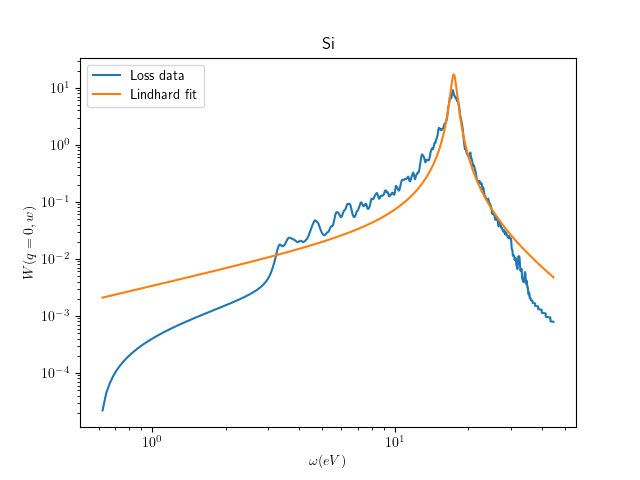 Si
Loss data
Lindhard fit
W(q = 0, w)
10¹
10⁰
10⁻¹
10⁻²
10⁻³
10⁻⁴
10⁰ 10¹
ω(eV)